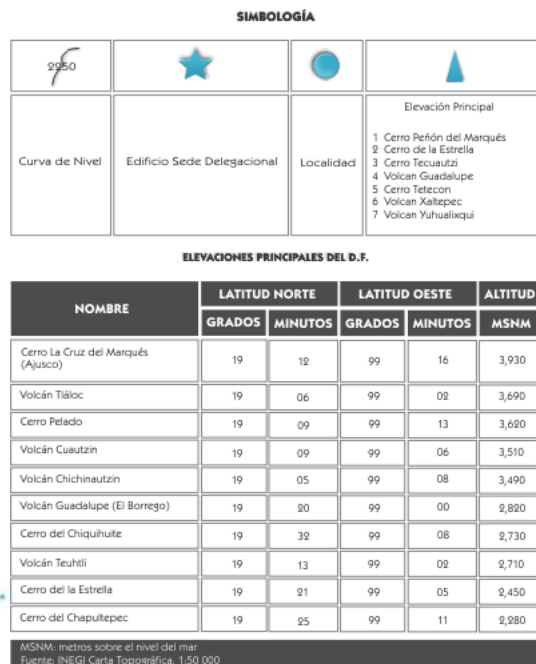 SIMBOLOGÍA
2250
Curva de Nivel
Edificio Sede Delegacional
Localidad
Elevación Principal
1 Cerro Peñón del Marqués
2 Cerro de la Estrella
3 Cerro Tecuautzi
4 Volcan Guadalupe
5 Cerro Tetecon
6 Volcan Xaltepec
7 Volcan Yuhualixqui
ELEVACIONES PRINCIPALES DEL D.F.
NOMBRE LATITUD NORTE LATITUD OESTE ALTITUD
GRADOS MINUTOS GRADOS MINUTOS MSNM
Cerro La Cruz del Marqués
(Ajusco) 19 12 99 16 3,930
Volcán Tláloc 19 06 99 02 3,690
Cerro Pelado 19 09 99 13 3,620
Volcán Cuautzin 19 09 99 06 3,510
Volcán Chichinautzin 19 05 99 08 3,490
Volcán Guadalupe (El Borrego) 19 20 99 00 2,820
Cerro del Chiquihuite 19 32 99 08 2,730
Volcán Teuhtli 19 13 99 02 2,710
* Cerro del la Estrella 19 21 99 05 2,450
Cerro del Chapultepec 19 25 99 11 2,280
MSNM: metros sobre el nivel del mar
Fuente: INEGI Carta Topográfica, 1:50 000